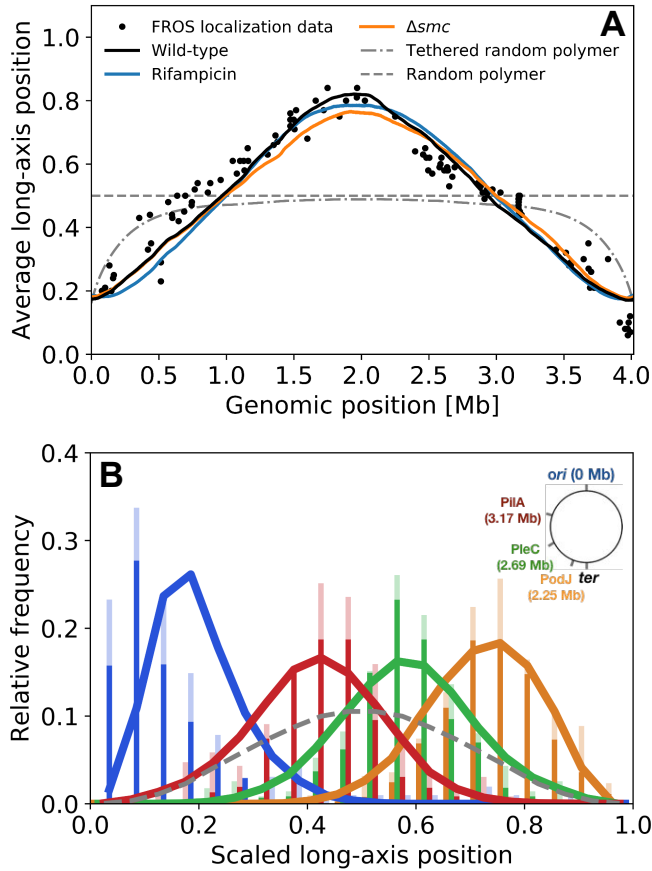 A
FROS localization data
Wild-type
Rifampicin
Δsmc
Tethered random polymer
Random polymer
Average long-axis position
1.0
0.8
0.6
0.4
0.2
0.0
0.0 0.5 1.0 1.5 2.0 2.5 3.0 3.5 4.0
Genomic position [Mb]
B
ori (0 Mb)
PilA
(3.17 Mb)
PleC
(2.69 Mb)
PodJ
(2.25 Mb)
ter
Relative frequency
0.4
0.3
0.2
0.1
0.0
0.0 0.2 0.4 0.6 0.8 1.0
Scaled long-axis position